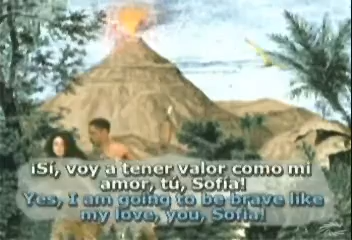 ¡Sí, voy a tener valor como mi
amor, tú, Sofía!
Yes, I am going to be brave like
my love, you, Sofia!